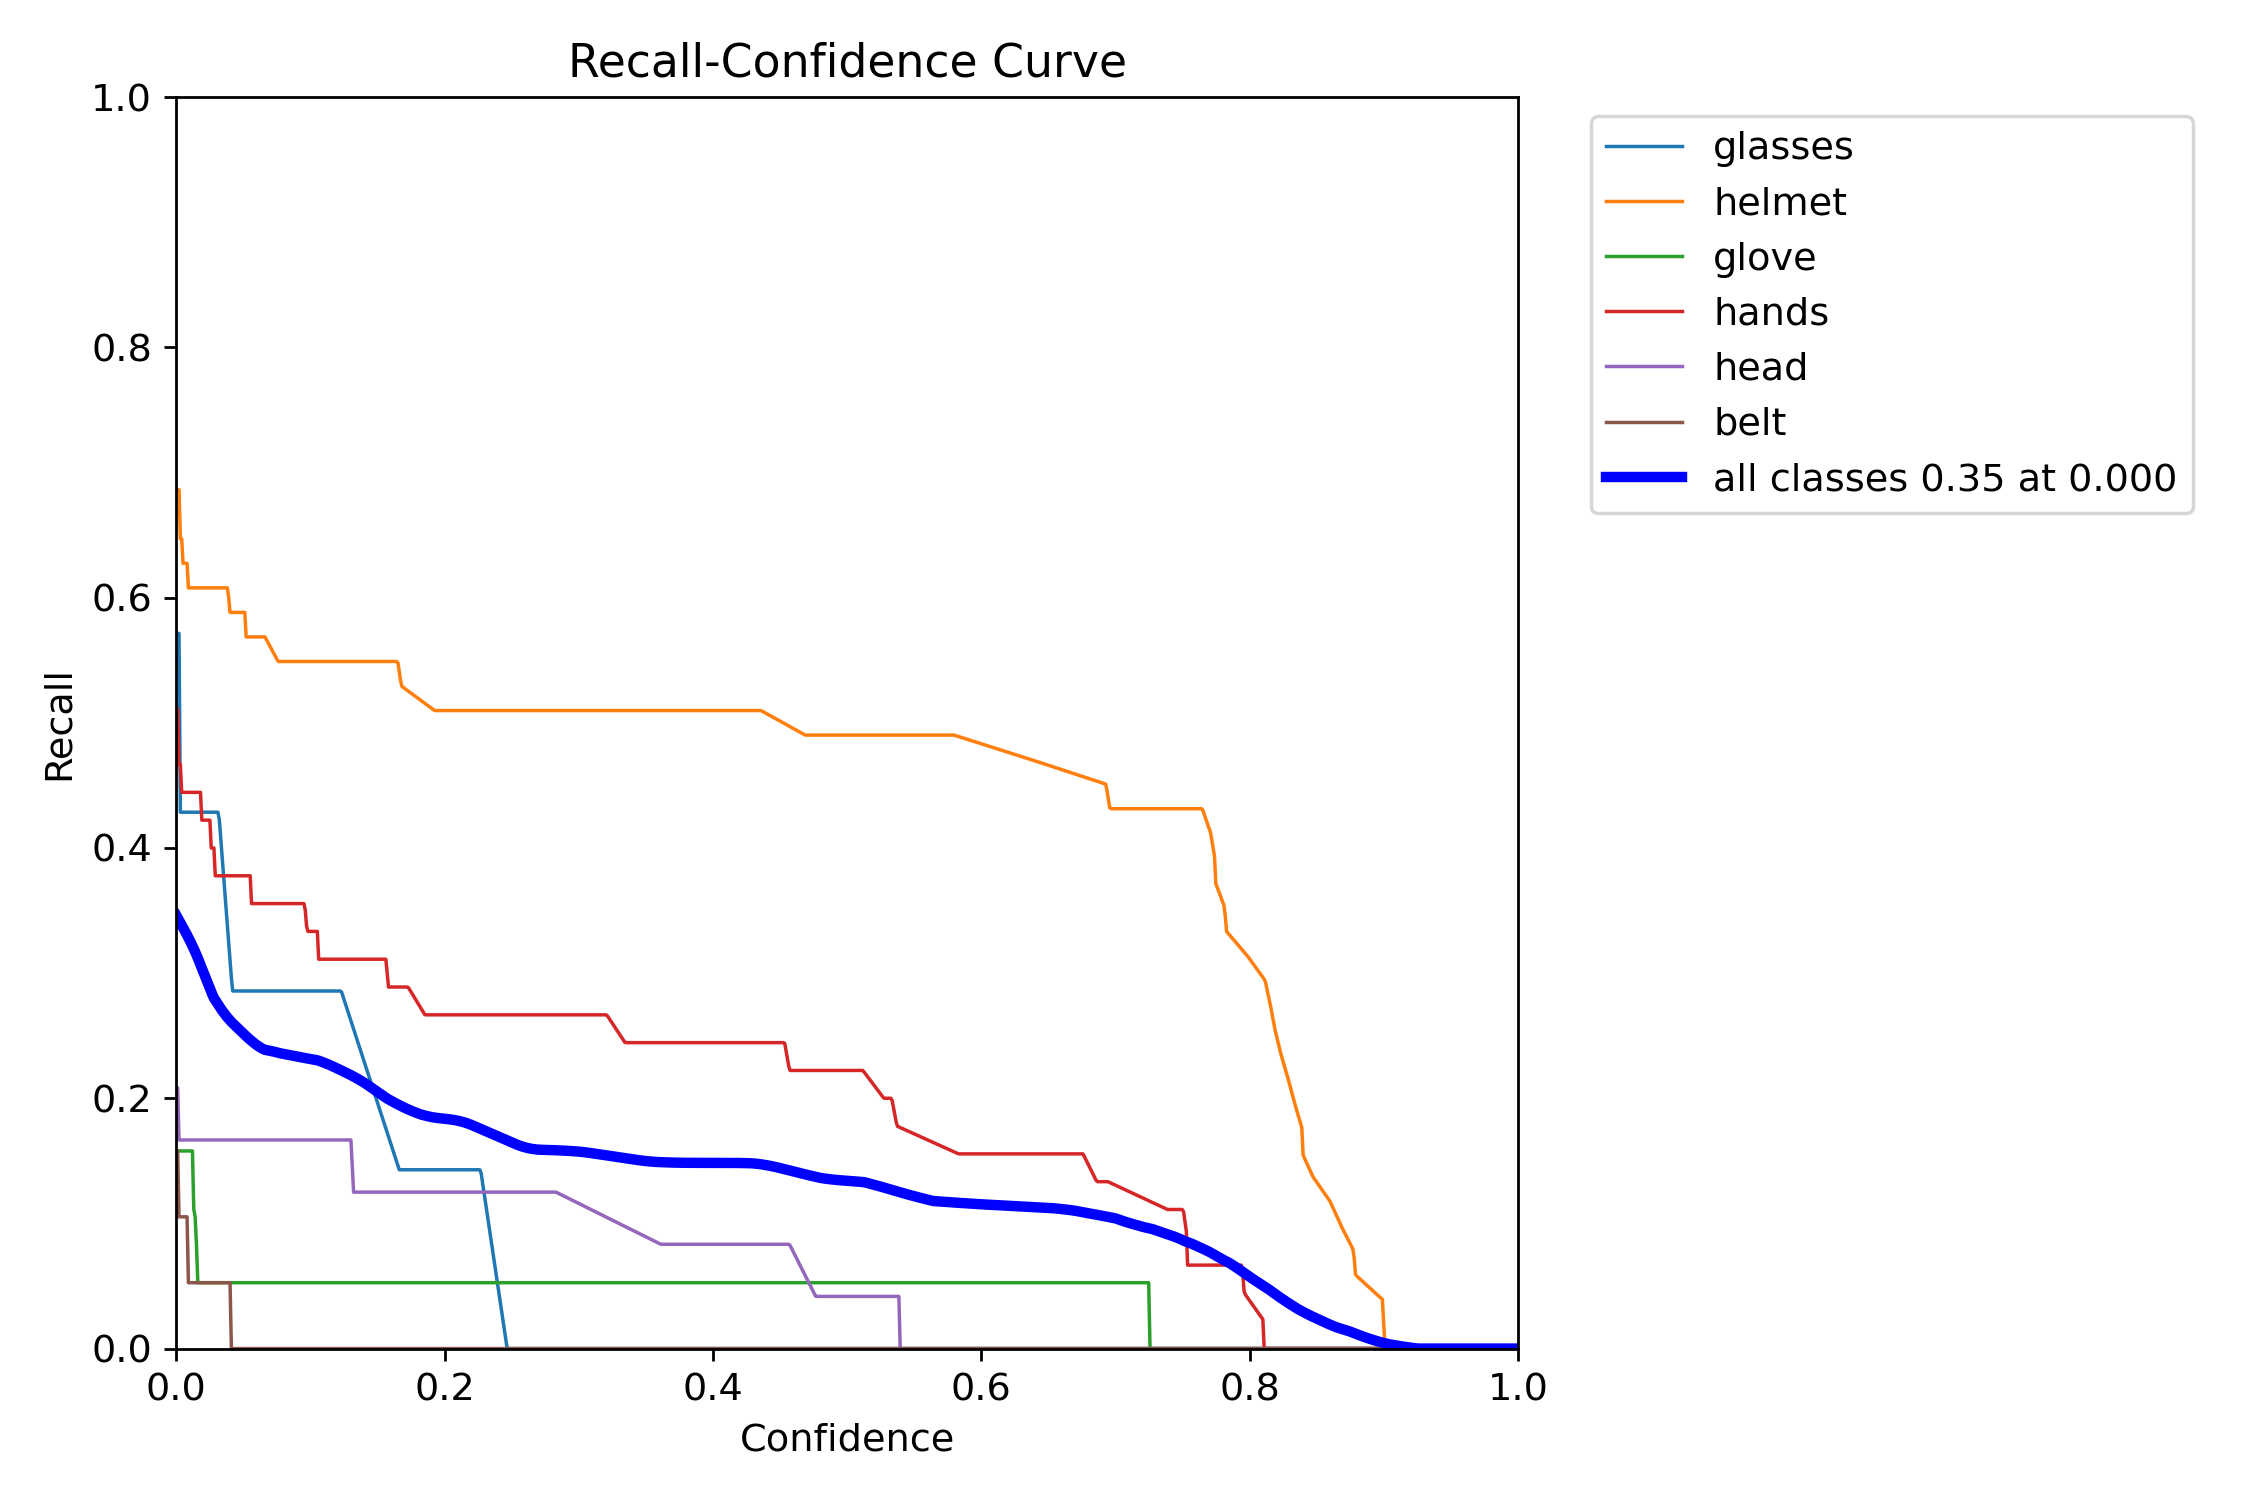 Recall-Confidence Curve
1.0
0.8
0.6
0.4
0.2
0.0
Recall
0.0 0.2 0.4 0.6 0.8 1.0
Confidence
glasses
helmet
glove
hands
head
belt
all classes 0.35 at 0.000